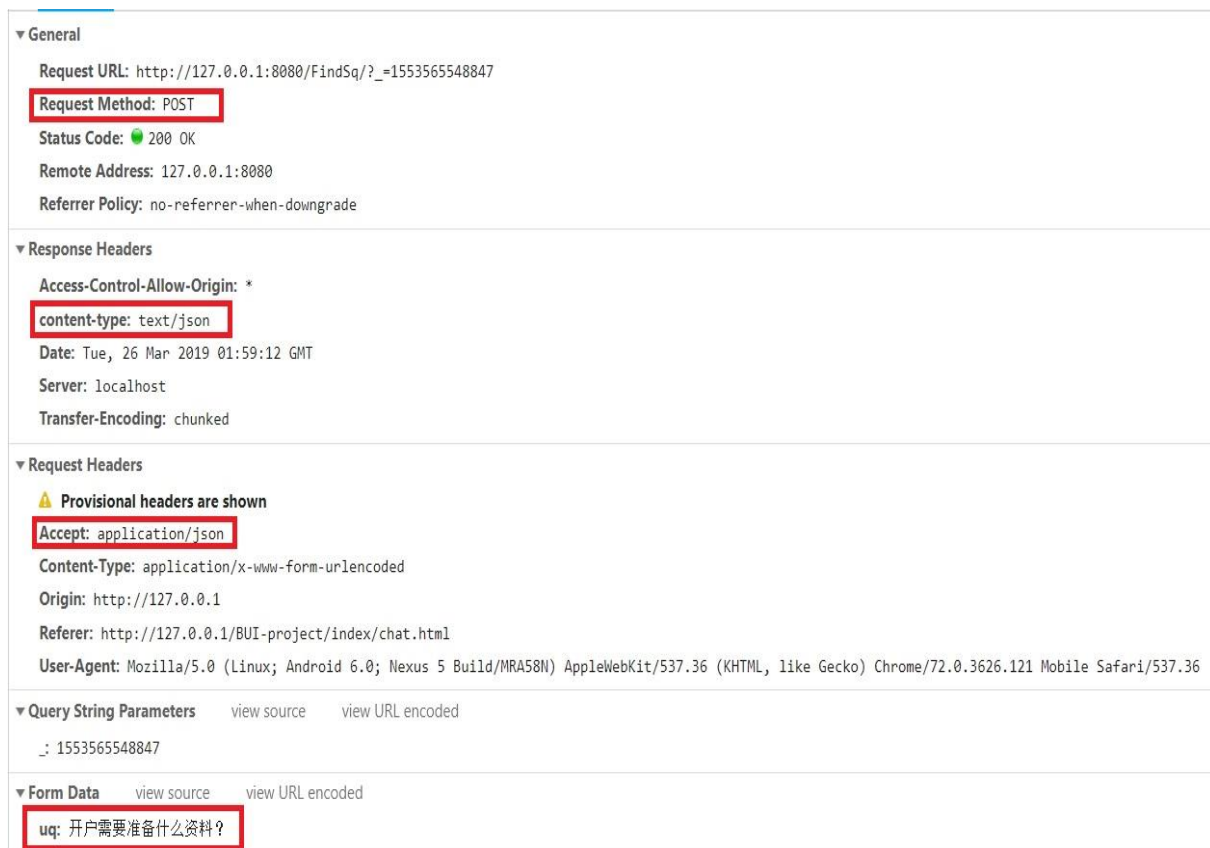 General
Request URL: http://127.0.0.1:8080/FindSq/?_=1553565548847
Request Method: POST
Status Code: 200 OK
Remote Address: 127.0.0.1:8080
Referrer Policy: no-referrer-when-downgrade
Response Headers
Access-Control-Allow-Origin: *
content-type: text/json
Date: Tue, 26 Mar 2019 01:59:12 GMT
Server: localhost
Transfer-Encoding: chunked
Request Headers
Provisional headers are shown
Accept: application/json
Content-Type: application/x-www-form-urlencoded
Origin: http://127.0.0.1
Referer: http://127.0.0.1/BUI-project/index/chat.html
User-Agent: Mozilla/5.0 (Linux; Android 6.0; Nexus 5 Build/MRA58N) AppleWebKit/537.36 (KHTML, like Gecko) Chrome/72.0.3626.121 Mobile Safari/537.36
Query String Parameters view source view URL encoded
_: 1553565548847
Form Data view source view URL encoded
uq: 开户需要准备什么资料?